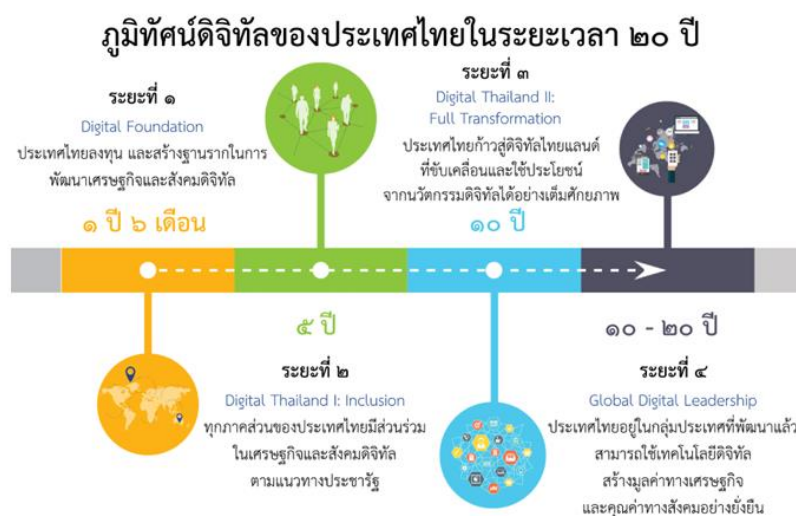 ภูมิทัศน์ดิจิทัลของประเทศไทยในระยะเวลา ๒๐ ปี
ระยะที่ ๑
Digital Foundation
ประเทศไทยลงทุน และสร้างฐานรากในการ
พัฒนาเศรษฐกิจและสังคมดิจิทัล
๑ ปี ๖ เดือน
๕ ปี
ระยะที่ ๒
Digital Thailand I: Inclusion
ทุกภาคส่วนของประเทศไทยมีส่วนร่วม
ในเศรษฐกิจและสังคมดิจิทัล
ตามแนวทางประชารัฐ
ระยะที่ ๓
Digital Thailand II:
Full Transformation
ประเทศไทยก้าวสู่ดิจิทัลไทยแลนด์
ที่ขับเคลื่อนและใช้ประโยชน์
จากนวัตกรรมดิจิทัลได้อย่างเต็มศักยภาพ
๑๐ ปี
๑๐ - ๒๐ ปี
ระยะที่ ๔
Global Digital Leadership
ประเทศไทยอยู่ในกลุ่มประเทศที่พัฒนาแล้ว
สามารถใช้เทคโนโลยีดิจิทัล
สร้างมูลค่าทางเศรษฐกิจ
และคุณค่าทางสังคมอย่างยั่งยืน